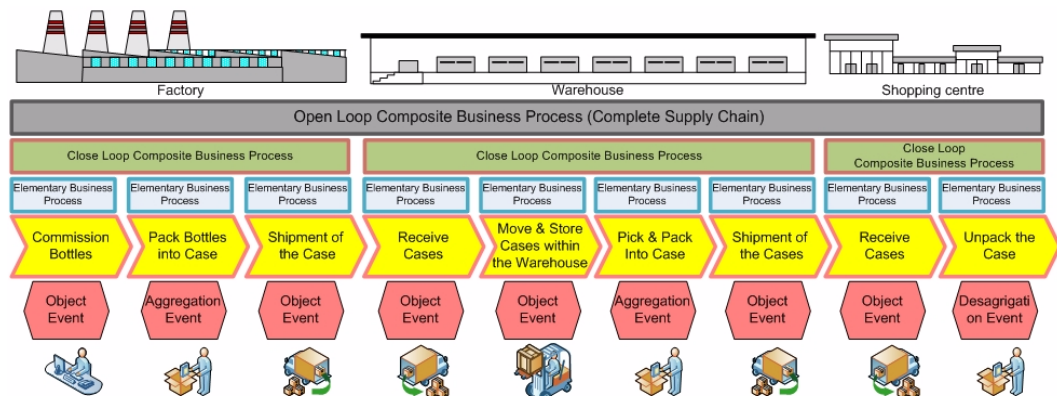 Factory
Warehouse
Shopping centre
Open Loop Composite Business Process (Complete Supply Chain)
Close Loop Composite Business Process
Close Loop Composite Business Process
Close Loop
Composite Business Process
Elementary Business
Process
Elementary Business
Process
Elementary Business
Process
Elementary Business
Process
Elementary Business
Process
Elementary Business
Process
Elementary Business
Process
Elementary Business
Process
Elementary Business
Process
Commission
Bottles
Pack Bottles
into Case
Shipment of
the Case
Receive
Cases
Move & Store
Cases within
the Warehouse
Pick & Pack
Into Case
Shipment of
the Cases
Receive
Cases
Unpack the
Case
Object
Event
Aggregation
Event
Object
Event
Object
Event
Object
Event
Aggregation
Event
Object
Event
Object
Event
Desagrigati
on Event